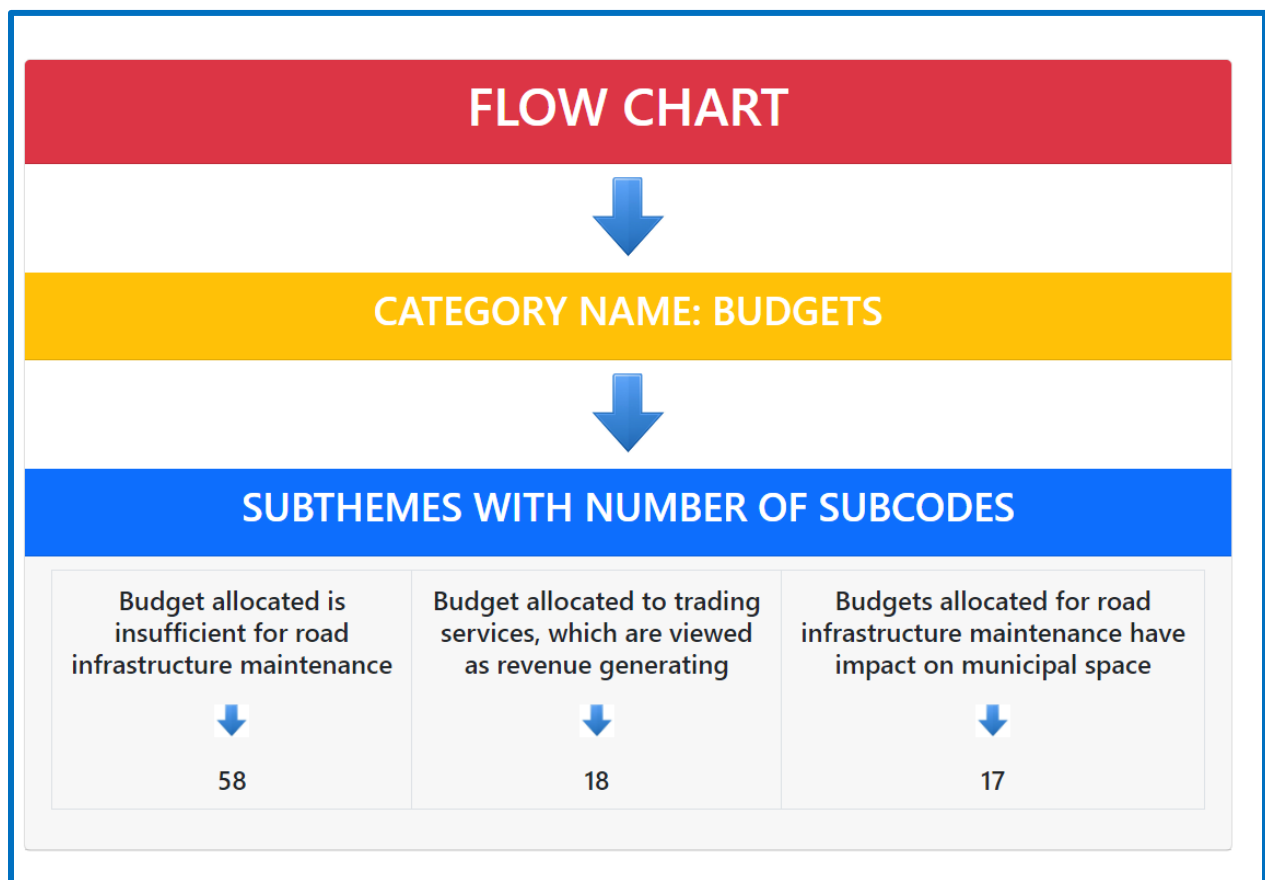 FLOW CHART
CATEGORY NAME: BUDGETS
SUBTHEMES WITH NUMBER OF SUBCODES
Budget allocated is
insufficient for road
infrastructure maintenance
58
Budget allocated to trading
services, which are viewed
as revenue generating
18
Budgets allocated for road
infrastructure maintenance have
impact on municipal space
17